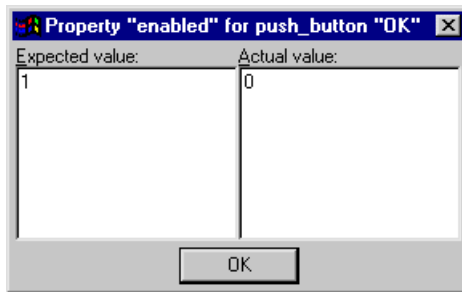 Property "enabled" for push_button "OK"
Expected value: Actual value:
1 0
OK